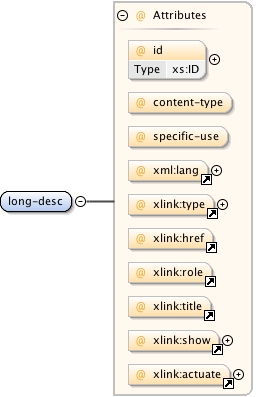 @ Attributes
@ id
Type xs:ID
@ content-type
@ specific-use
@ xml:lang
long-desc
@ xlink:type
@ xlink:href
@ xlink:role
@ xlink:title
@ xlink:show
@ xlink:actuate